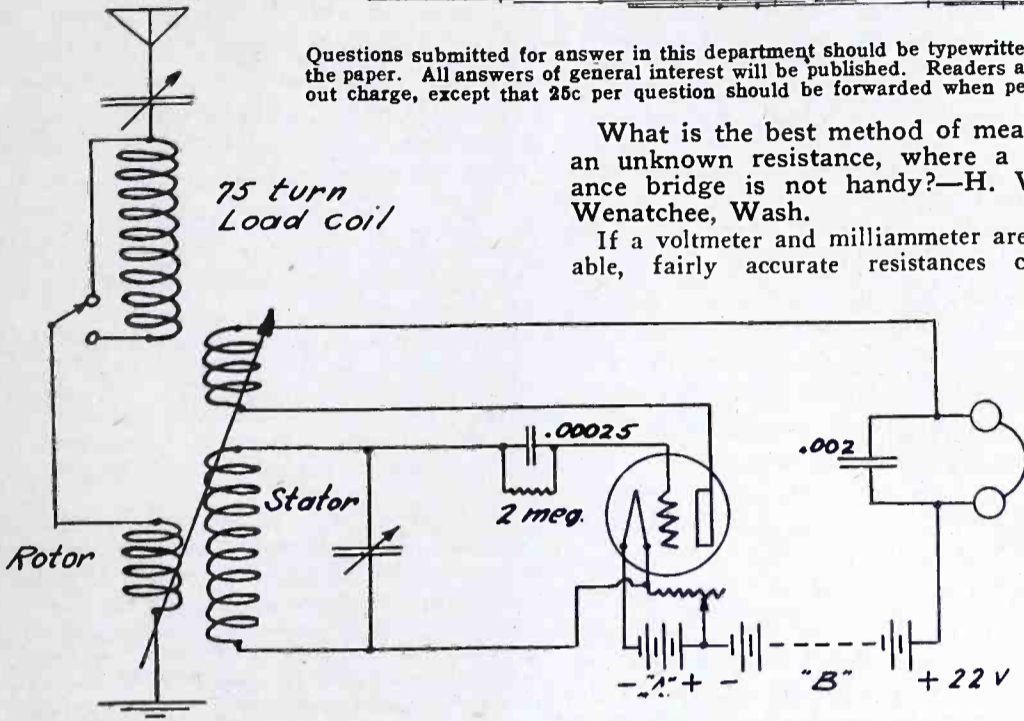 Questions submitted for answer in this department should be typewritte
the paper. All answers of general interest will be published. Readers a
out charge, except that 25c per question should be forwarded when pe
What is the best method of mea
an unknown resistance, where a
ance bridge is not handy?—H. V
Wenatchee, Wash.
If a voltmeter and milliammeter are
able, fairly accurate resistances c
75 turn
Load coil
.00025
.002
Stator
2 meg.
Rotor
- "A" + - "B" + 22 V